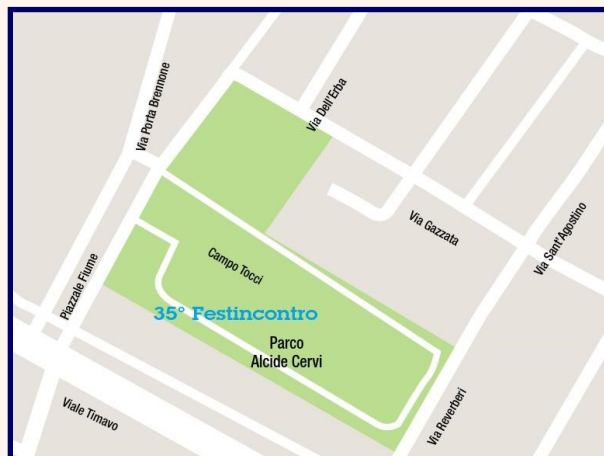 Via Porta Brennone
Via Dell'Erba
Via Gazzata
Via Sant'Agostino
Campo Tocci
Piazzale Fiume
35° Festincontro
Parco
Alcide Cervi
Viale Timavo
Via Reverberi